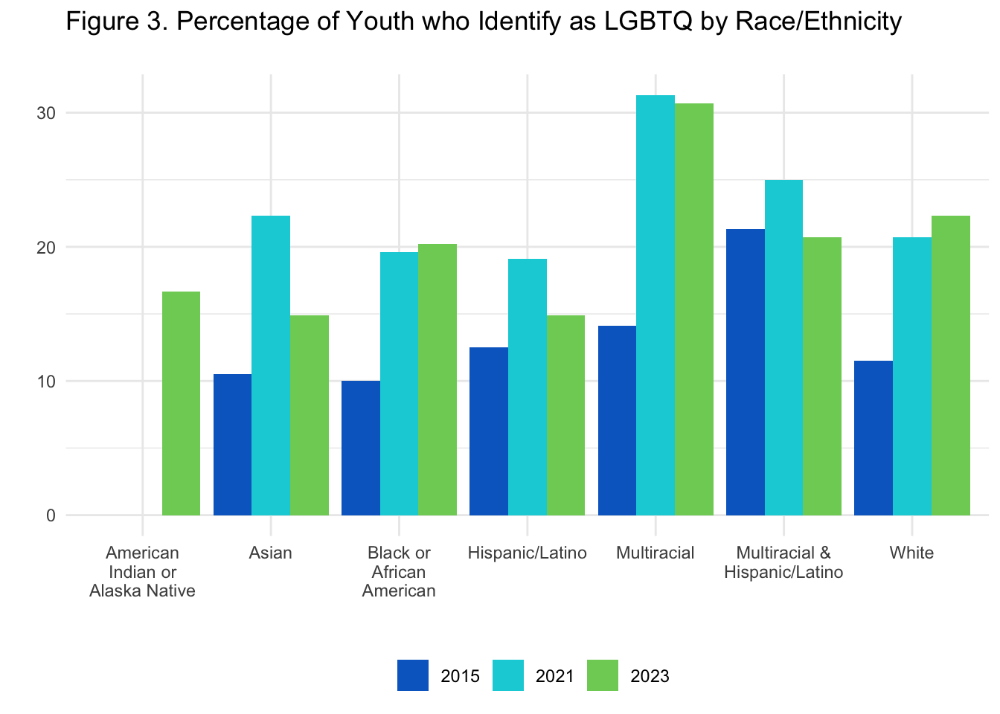 Figure 3. Percentage of Youth who Identify as LGBTQ by Race/Ethnicity
30
20
10
0
American
Indian or
Alaska Native
Asian
Black or
African
American
Hispanic/Latino
Multiracial
Multiracial &
Hispanic/Latino
White
2015
2021
2023